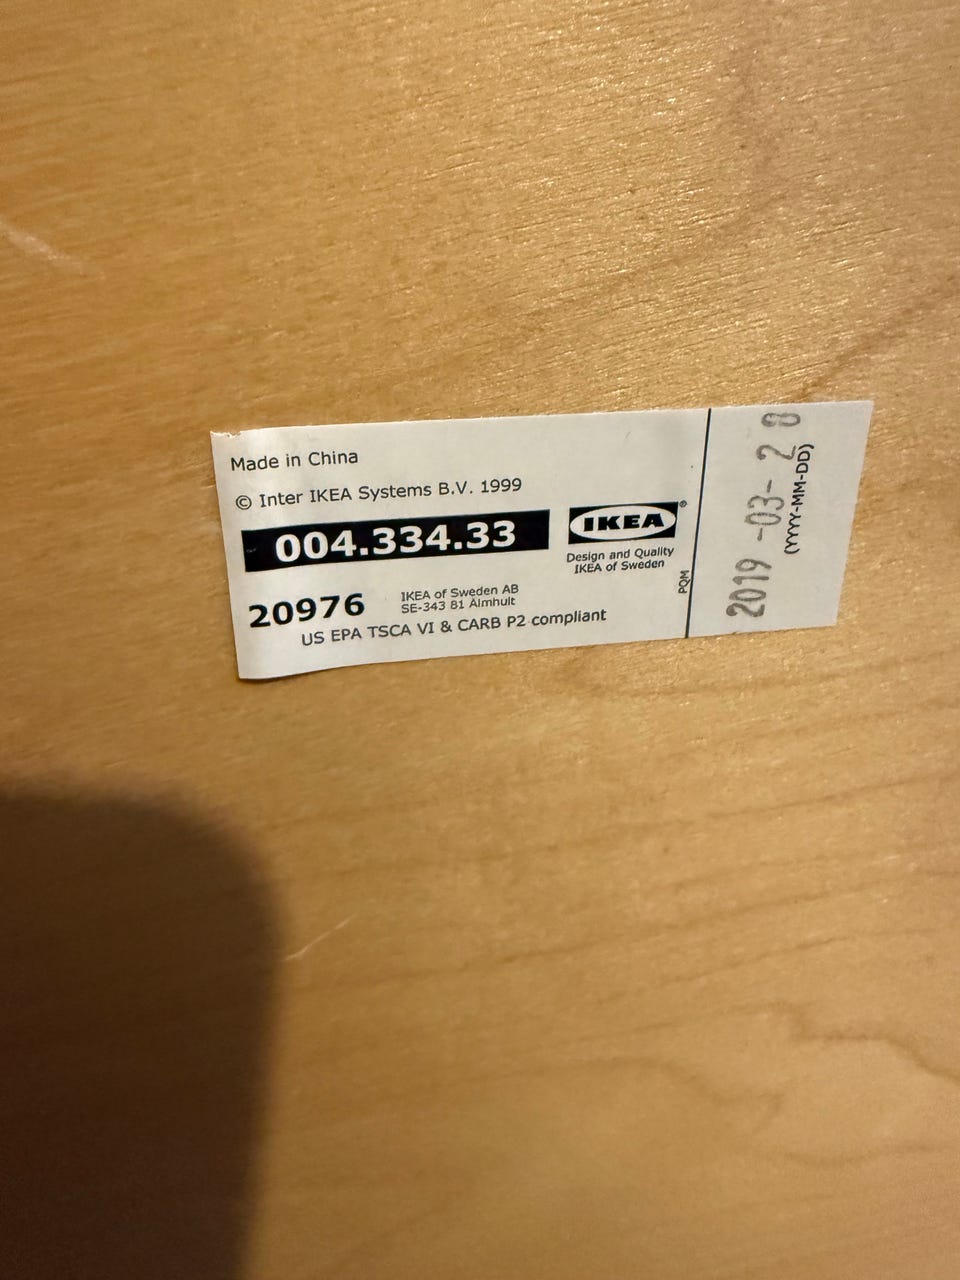 Made in China
© Inter IKEA Systems B.V. 1999
004.334.33
IKEA®
Design and Quality
IKEA of Sweden
20976
IKEA of Sweden AB
SE-343 81 Älmhult
US EPA TSCA VI & CARB P2 compliant
PQM
2019 -03- 28
(YYYY-MM-DD)